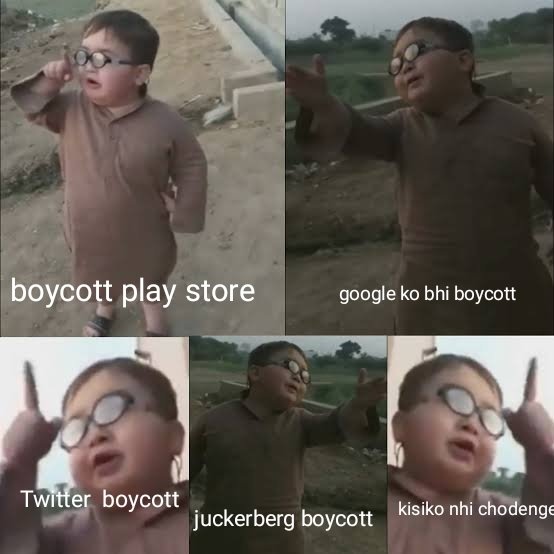 boycott play store
google ko bhi boycott
Twitter boycott
juckerberg boycott
kisiko nhi chodenge